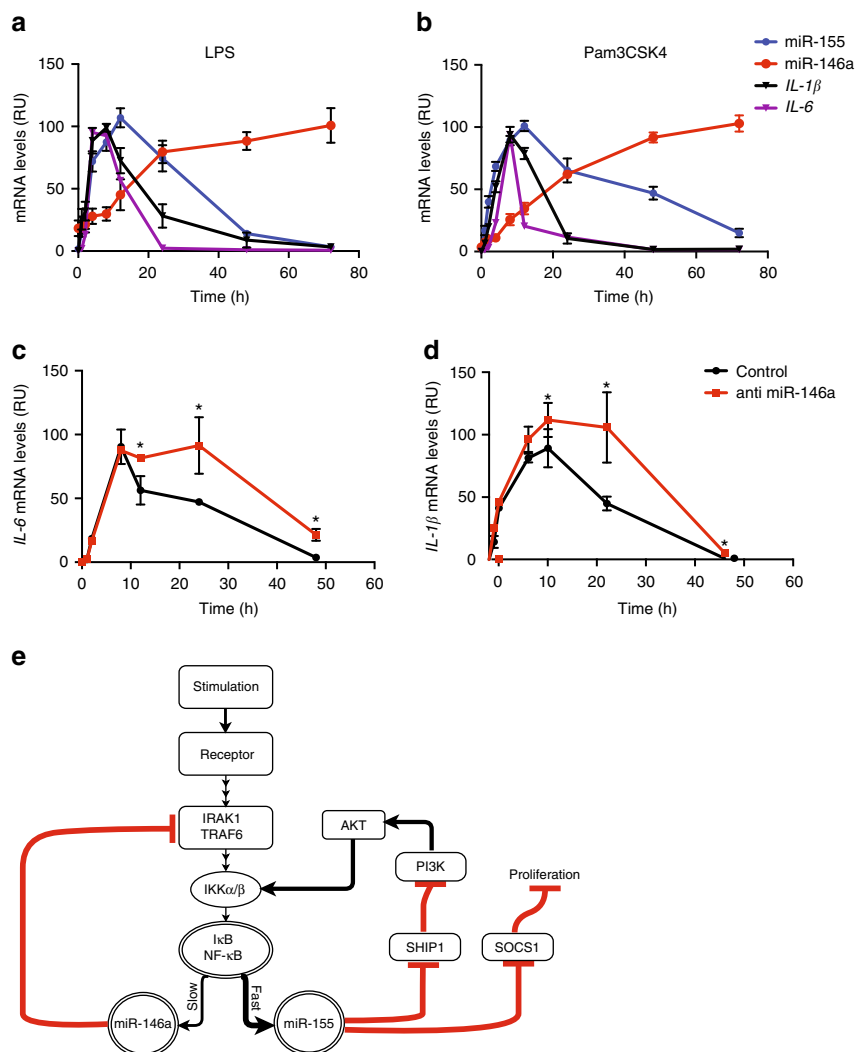 a
LPS
mRNA levels (RU)
150
100
50
0
0
20
40
60
80
Time (h)
b
Pam3CSK4
mRNA levels (RU)
150
100
50
0
0
20
40
60
80
Time (h)
miR-155
miR-146a
IL-1β
IL-6
c
IL-6 mRNA levels (RU)
150
100
50
0
0
10
20
30
40
50
60
Time (h)
*
*
*
d
IL-1β mRNA levels (RU)
150
100
50
0
0
10
20
30
40
50
60
Time (h)
*
*
*
Control
anti miR-146a
e
Stimulation
Receptor
IRAK1
TRAF6
AKT
PI3K
Proliferation
IKKα/β
IκB
NF-κB
SHIP1
SOCS1
Slow
Fast
miR-146a
miR-155